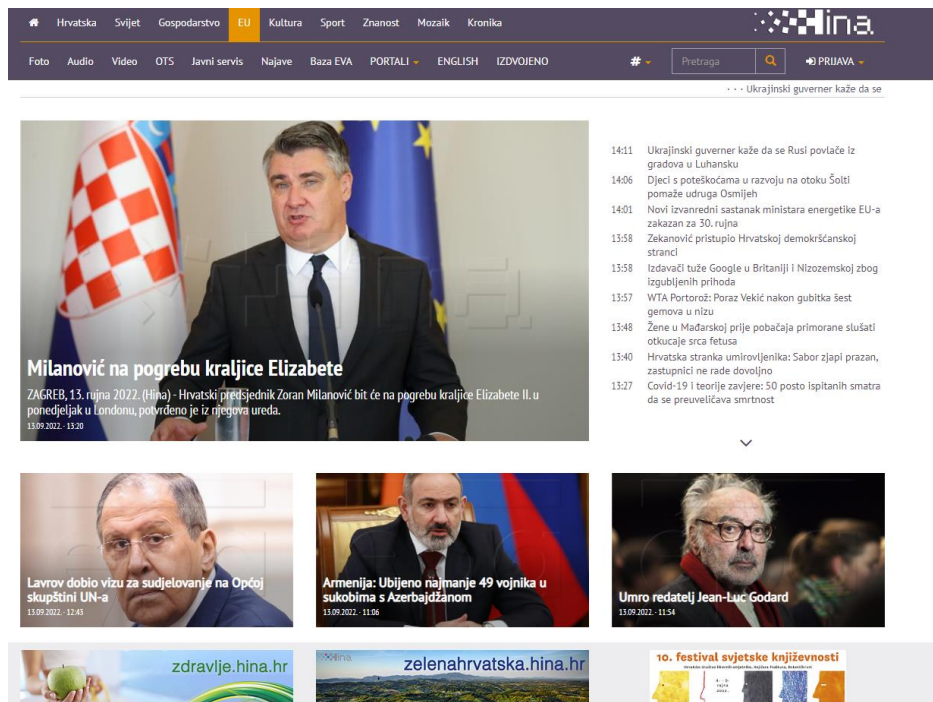 Hrvatska Svijet Gospodarstvo EU Kultura Sport Znanost Mozaik Kronika
Hina
Foto Audio Video OTS Javni servis Najave Baza EVA PORTALI ENGLISH IZDVOJENO # Pretraga PRIJAVA
· · · Ukrajinski guverner kaže da se
Milanović na pogrebu kraljice Elizabete
ZAGREB, 13. rujna 2022. (Hina) - Hrvatski predsjednik Zoran Milanović bit će na pogrebu kraljice Elizabete II. u
ponedjeljak u Londonu, potvrđeno je iz njegova ureda.
13.09.2022. - 13:20
14:11 Ukrajinski guverner kaže da se Rusi povlače iz
gradova u Luhansku
14:06 Djeci s poteškoćama u razvoju na otoku Šolti
pomaže udruga Osmijeh
14:01 Novi izvanredni sastanak ministara energetike EU-a
zakazan za 30. rujna
13:58 Zekanović pristupio Hrvatskoj demokršćanskoj
stranci
13:58 Izdavači tuže Google u Britaniji i Nizozemskoj zbog
izgubljenih prihoda
13:57 WTA Portorož: Poraz Vekić nakon gubitka šest
gemova u nizu
13:48 Žene u Mađarskoj prije pobačaja primorane slušati
otkucaje srca fetusa
13:40 Hrvatska stranka umirovljenika: Sabor zjapi prazan,
zastupnici ne rade dovoljno
13:27 Covid-19 i teorije zavjere: 50 posto ispitanih smatra
da se preuveličava smrtnost
Lavrov dobio vizu za sudjelovanje na Općoj
skupštini UN-a
13.09.2022. - 12:43
Armenija: Ubijeno najmanje 49 vojnika u
sukobima s Azerbajdžanom
13.09.2022. - 11:06
Umro redatelj Jean-Luc Godard
13.09.2022. - 11:54
zdravlje.hina.hr
Hina
zelenahrvatska.hina.hr
10. festival svjetske književnosti